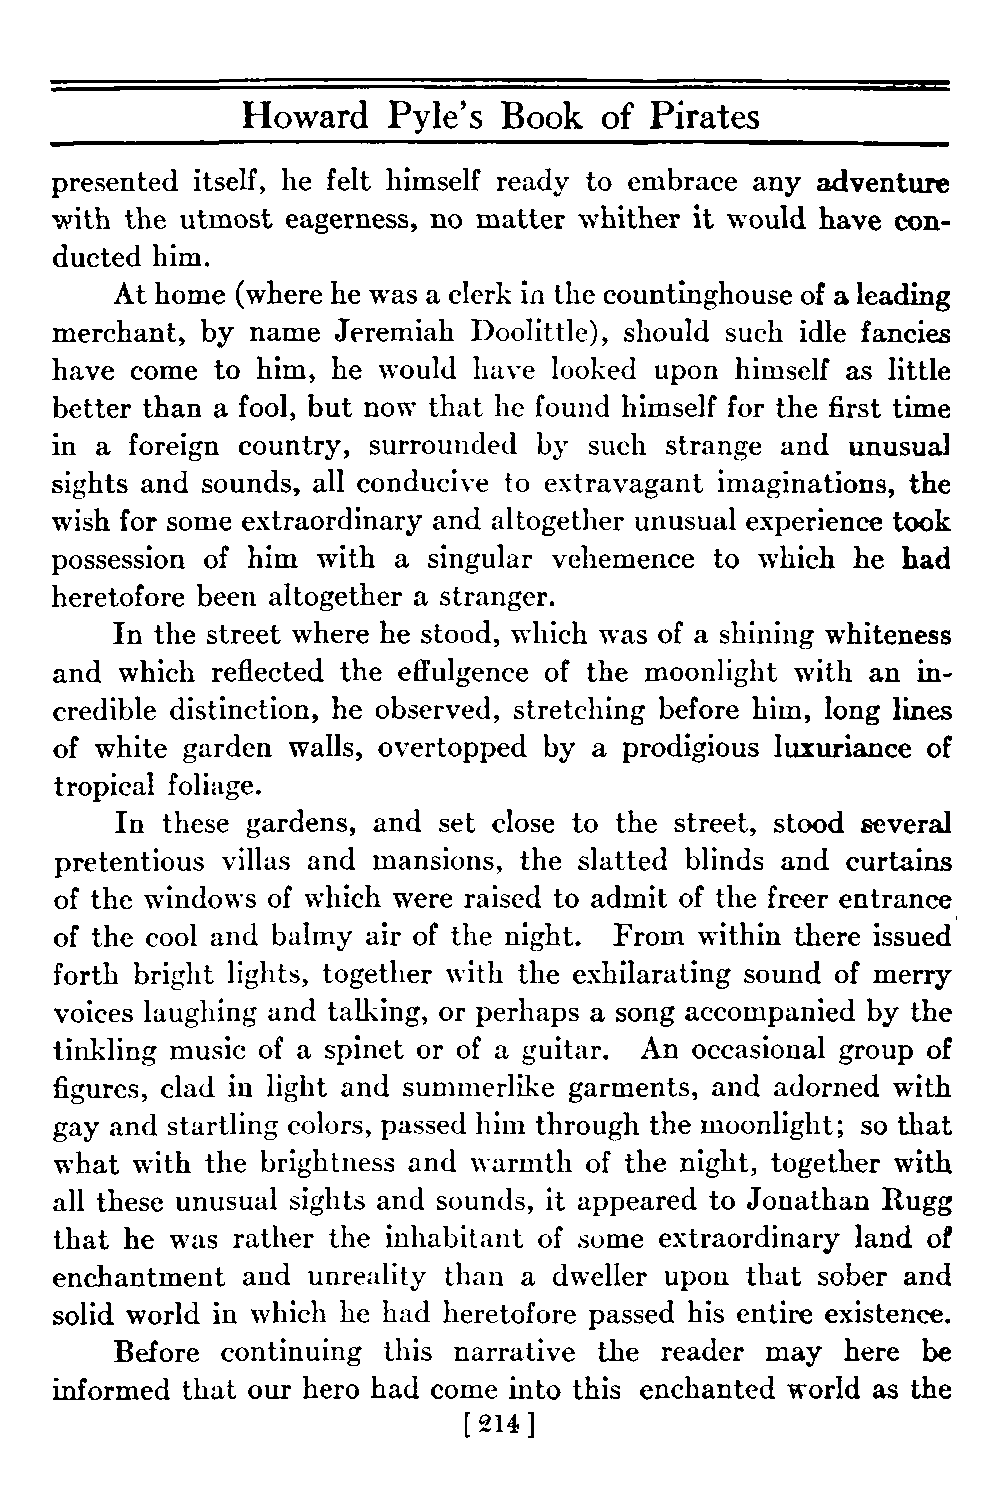 Howard Pyle's Book of Pirates
presented itself, he felt himself ready to embrace any adventure
with the utmost eagerness, no matter whither it would have con-
ducted him.
At home (where he was a clerk in the countinghouse of a leading
merchant, by name Jeremiah Doolittle), should such idle fancies
have come to him, he would have looked upon himself as little
better than a fool, but now that he found himself for the first time
in a foreign country, surrounded by such strange and unusual
sights and sounds, all conducive to extravagant imaginations, the
wish for some extraordinary and altogether unusual experience took
possession of him with a singular vehemence to which he had
heretofore been altogether a stranger.
In the street where he stood, which was of a shining whiteness
and which reflected the effulgence of the moonlight with an in-
credible distinction, he observed, stretching before him, long lines
of white garden walls, overtopped by a prodigious luxuriance of
tropical foliage.
In these gardens, and set close to the street, stood several
pretentious villas and mansions, the slatted blinds and curtains
of the windows of which were raised to admit of the freer entrance
of the cool and balmy air of the night. From within there issued
forth bright lights, together with the exhilarating sound of merry
voices laughing and talking, or perhaps a song accompanied by the
tinkling music of a spinet or of a guitar. An occasional group of
figures, clad in light and summerlike garments, and adorned with
gay and startling colors, passed him through the moonlight; so that
what with the brightness and warmth of the night, together with
all these unusual sights and sounds, it appeared to Jonathan Rugg
that he was rather the inhabitant of some extraordinary land of
enchantment and unreality than a dweller upon that sober and
solid world in which he had heretofore passed his entire existence.
Before continuing this narrative the reader may here be
informed that our hero had come into this enchanted world as the
[ 214 ]